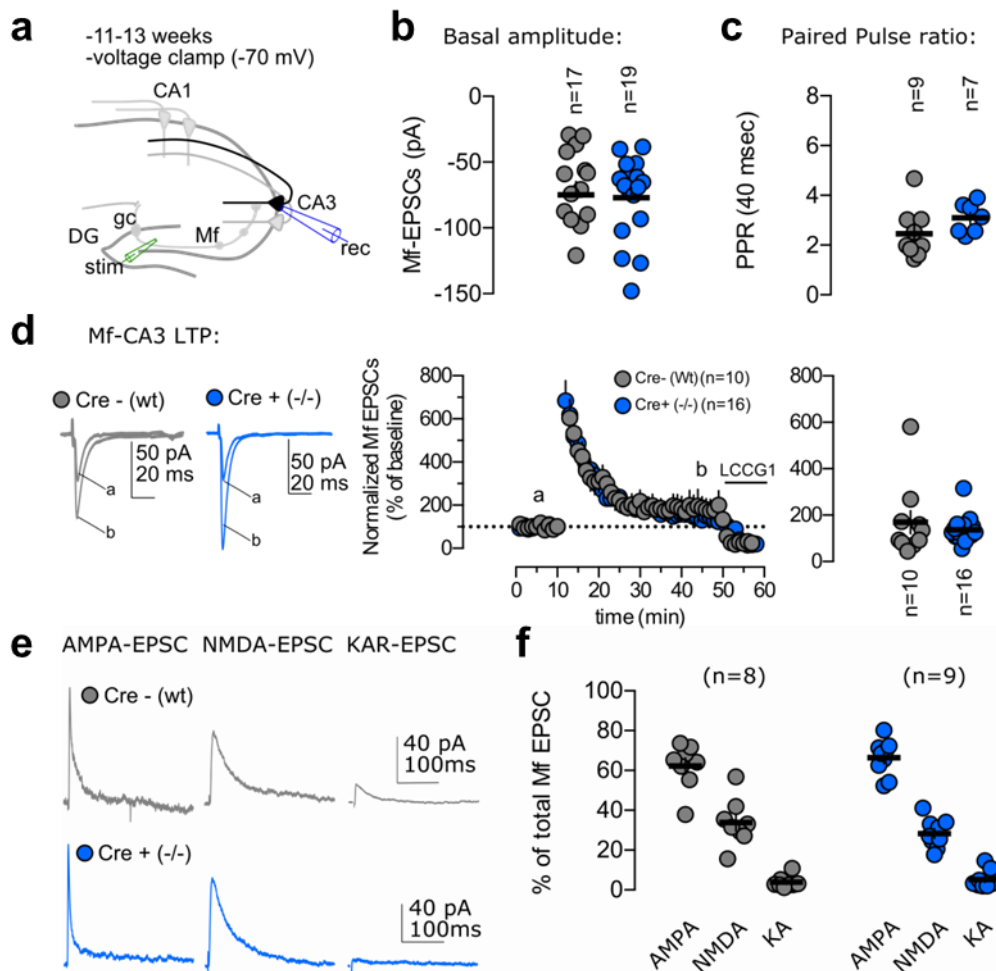 a
-11-13 weeks
-voltage clamp (-70 mV)
CA1
CA3
gc
Mf
DG
stim
rec
b
Basal amplitude:
n=17
n=19
Mf-EPSCs (pA)
0
-50
-100
-150
c
Paired Pulse ratio:
n=9
n=7
PPR (40 msec)
8
6
4
2
0
d
Mf-CA3 LTP:
Cre - (wt)
Cre + (-/-)
50 pA
20 ms
a
b
50 pA
20 ms
a
b
Normalized Mf EPSCs
(% of baseline)
800
600
400
200
0
Cre- (Wt) (n=10)
Cre+ (-/-) (n=16)
a
b
LCCG1
0 10 20 30 40 50 60
time (min)
800
600
400
200
0
n=10
n=16
e
AMPA-EPSC NMDA-EPSC KAR-EPSC
Cre - (wt)
40 pA
100ms
Cre + (-/-)
40 pA
100ms
f
(n=8)
(n=9)
% of total Mf EPSC
100
80
60
40
20
0
AMPA
NMDA
KA
AMPA
NMDA
KA